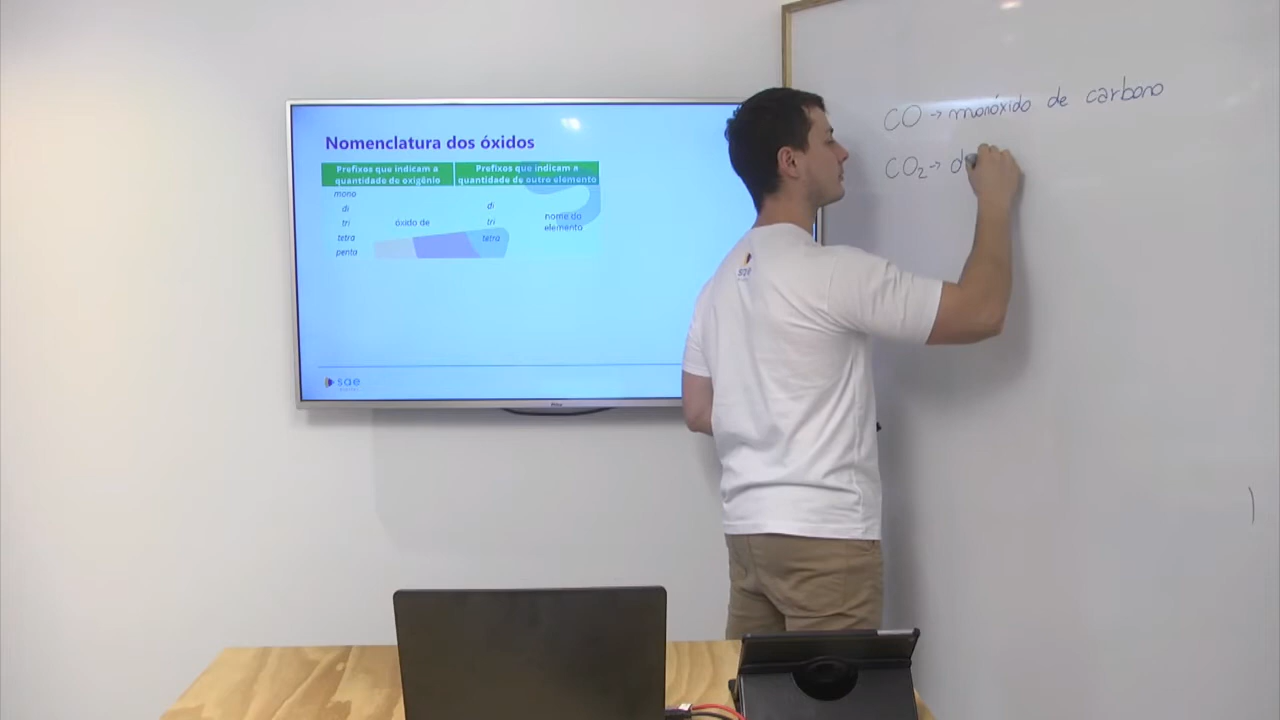 Nomenclatura dos óxidos
Prefixos que indicam a quantidade de oxigênio
Prefixos que indicam a quantidade de outro elemento
mono
di
tri
tetra
penta
óxido de
di
tri
tetra
nome do
elemento
sae
CO → monóxido de carbono
CO₂ → d
sae